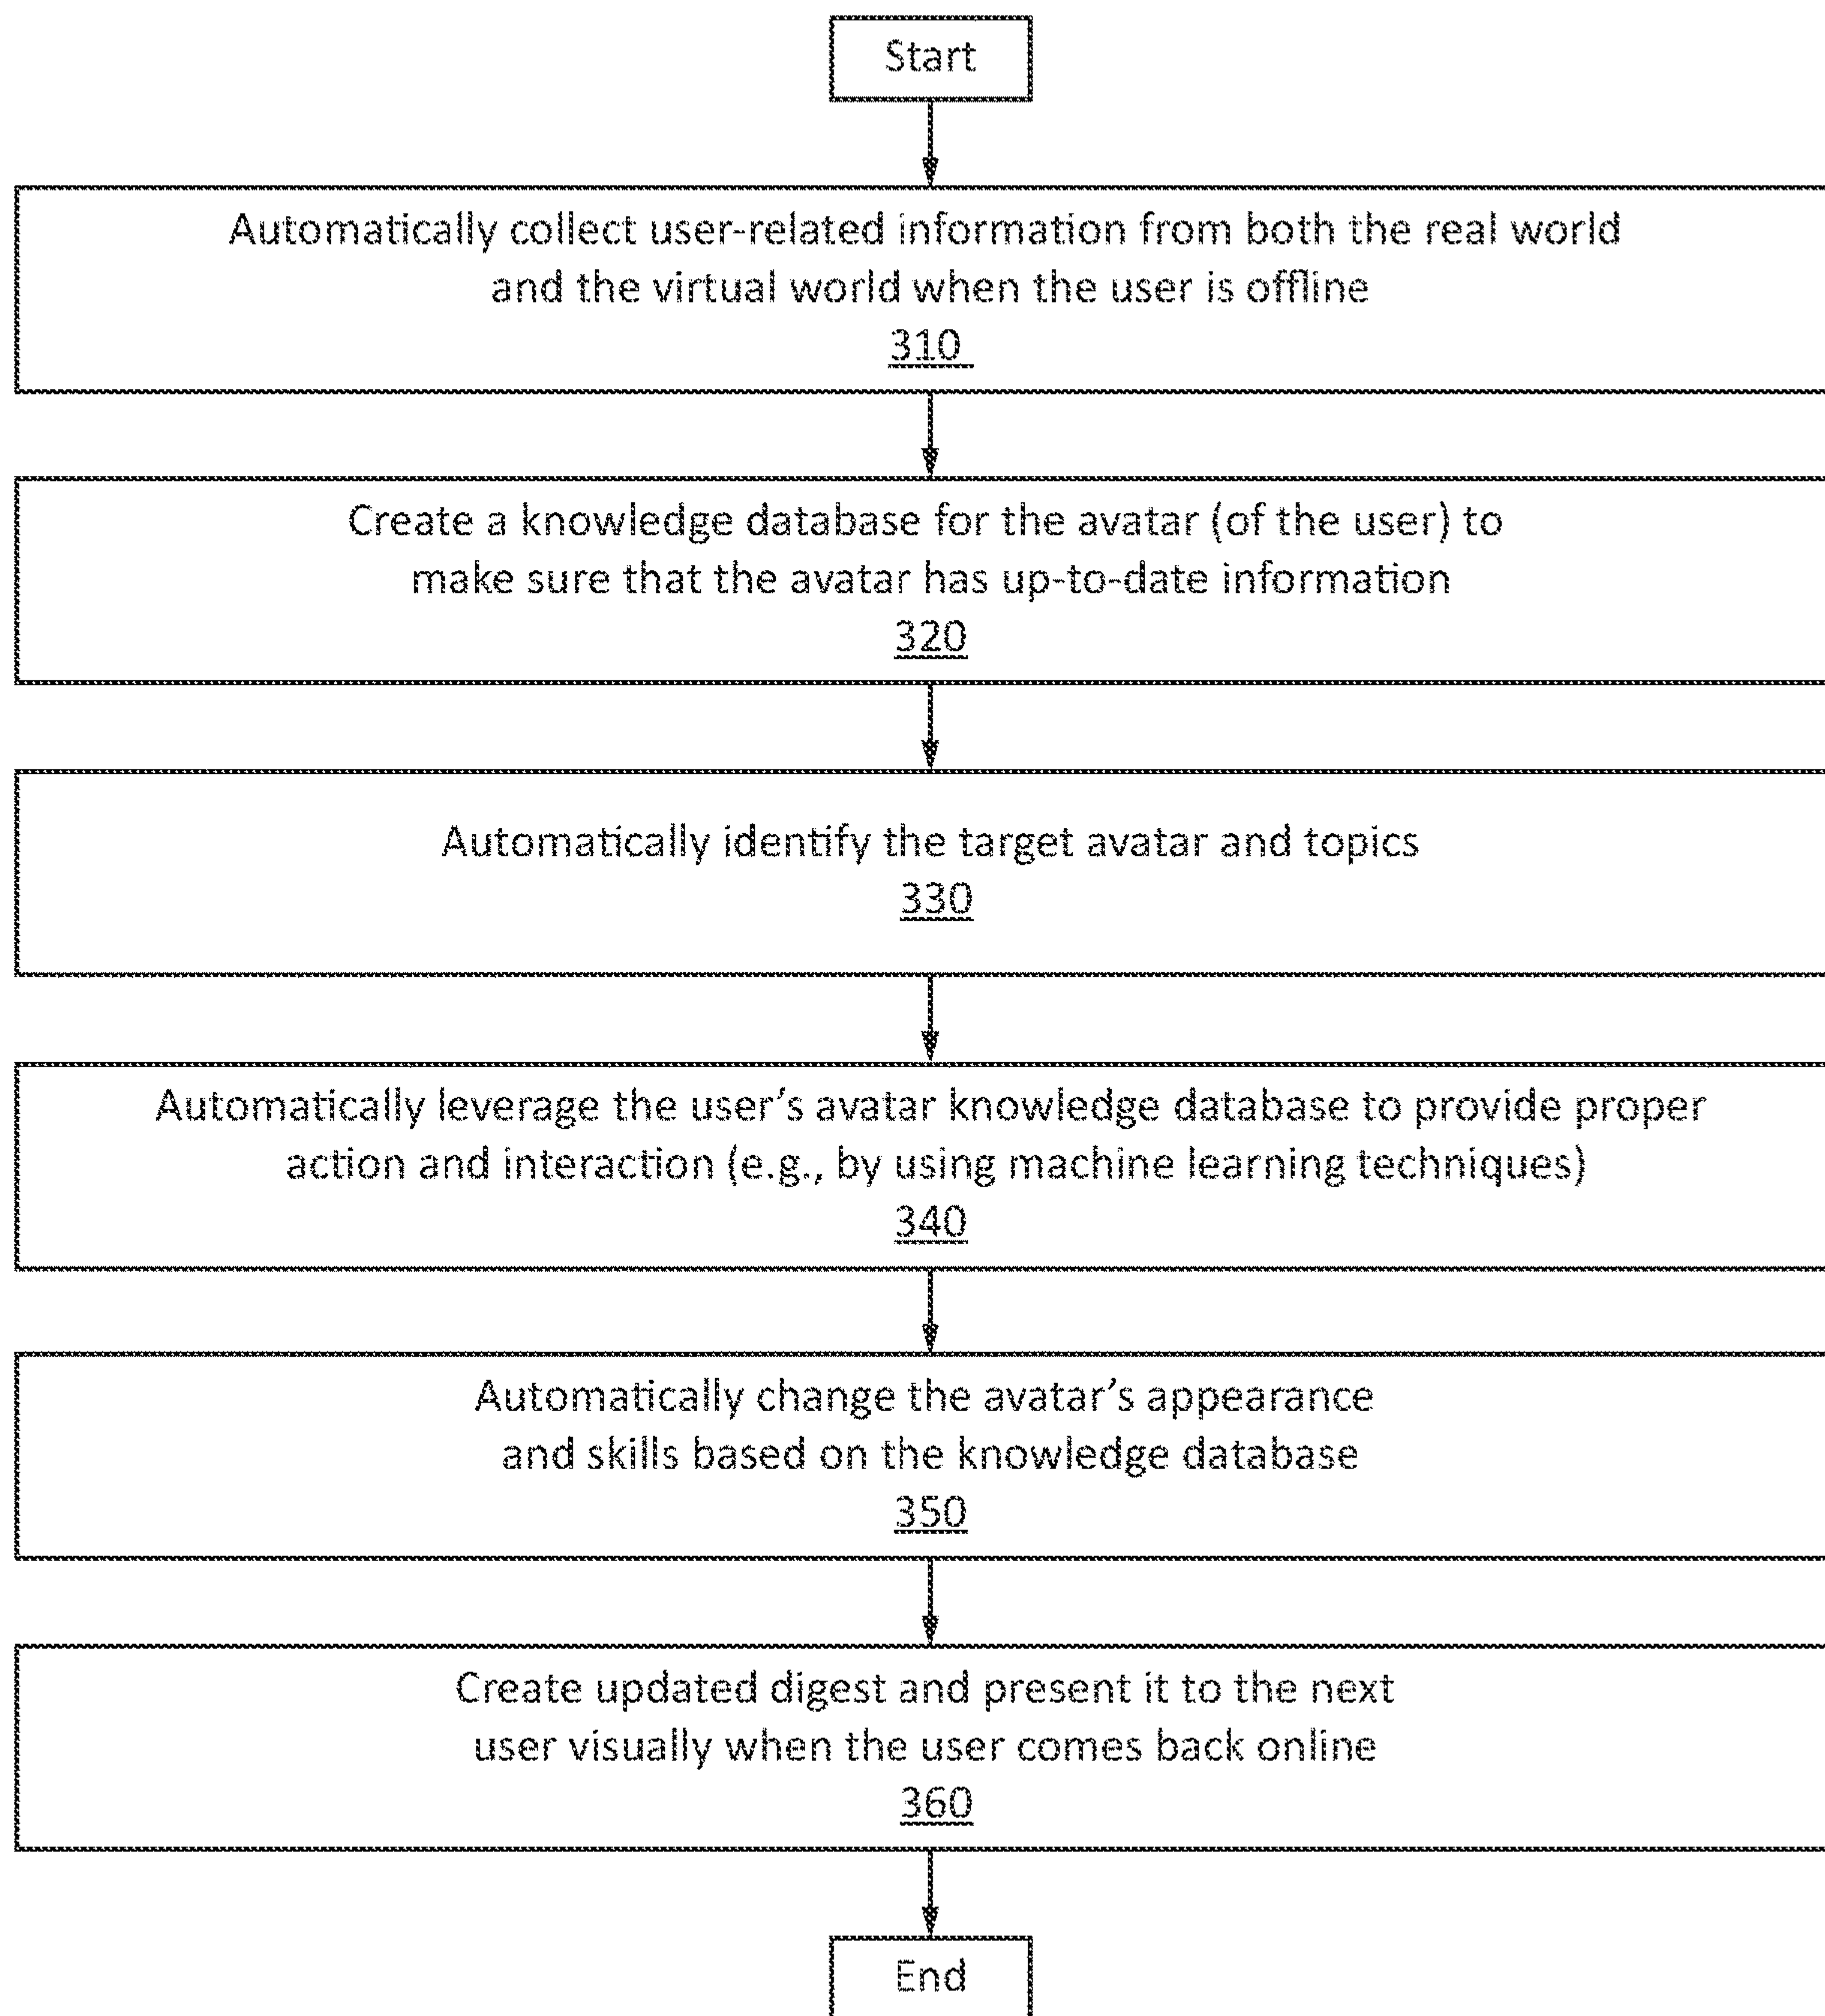 Start
Automatically collect user-related information from both the real world
and the virtual world when the user is offline
310
Create a knowledge database for the avatar (of the user) to
make sure that the avatar has up-to-date information
320
Automatically identify the target avatar and topics
330
Automatically leverage the user's avatar knowledge database to provide proper
action and interaction (e.g., by using machine learning techniques)
340
Automatically change the avatar's appearance
and skills based on the knowledge database
350
Create updated digest and present it to the next
user visually when the user comes back online
360
End